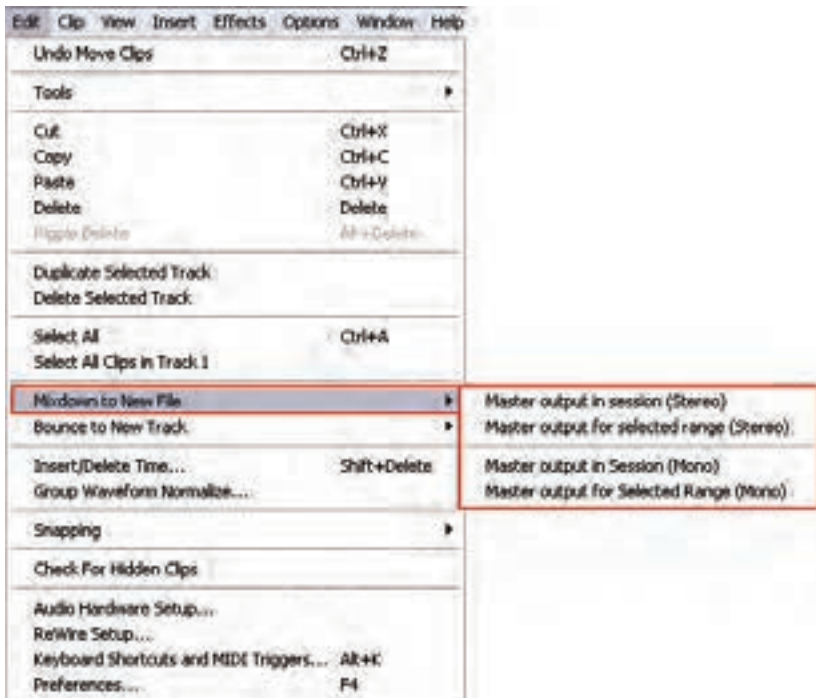 Edit Clip View Insert Effects Options Window Help
Undo Move Clips Ctrl+Z
Tools
Cut Ctrl+X
Copy Ctrl+C
Paste Ctrl+V
Delete Delete
Ripple Delete Alt+Delete
Duplicate Selected Track
Delete Selected Track
Select All Ctrl+A
Select All Clips in Track 1
Mixdown to New File
Master output in session (Stereo)
Master output for selected range (Stereo)
Master output in Session (Mono)
Master output for Selected Range (Mono)
Bounce to New Track
Insert/Delete Time... Shift+Delete
Group Waveform Normalize...
Snapping
Check For Hidden Clips
Audio Hardware Setup...
ReWire Setup...
Keyboard Shortcuts and MIDI Triggers... Alt+K
Preferences... F4